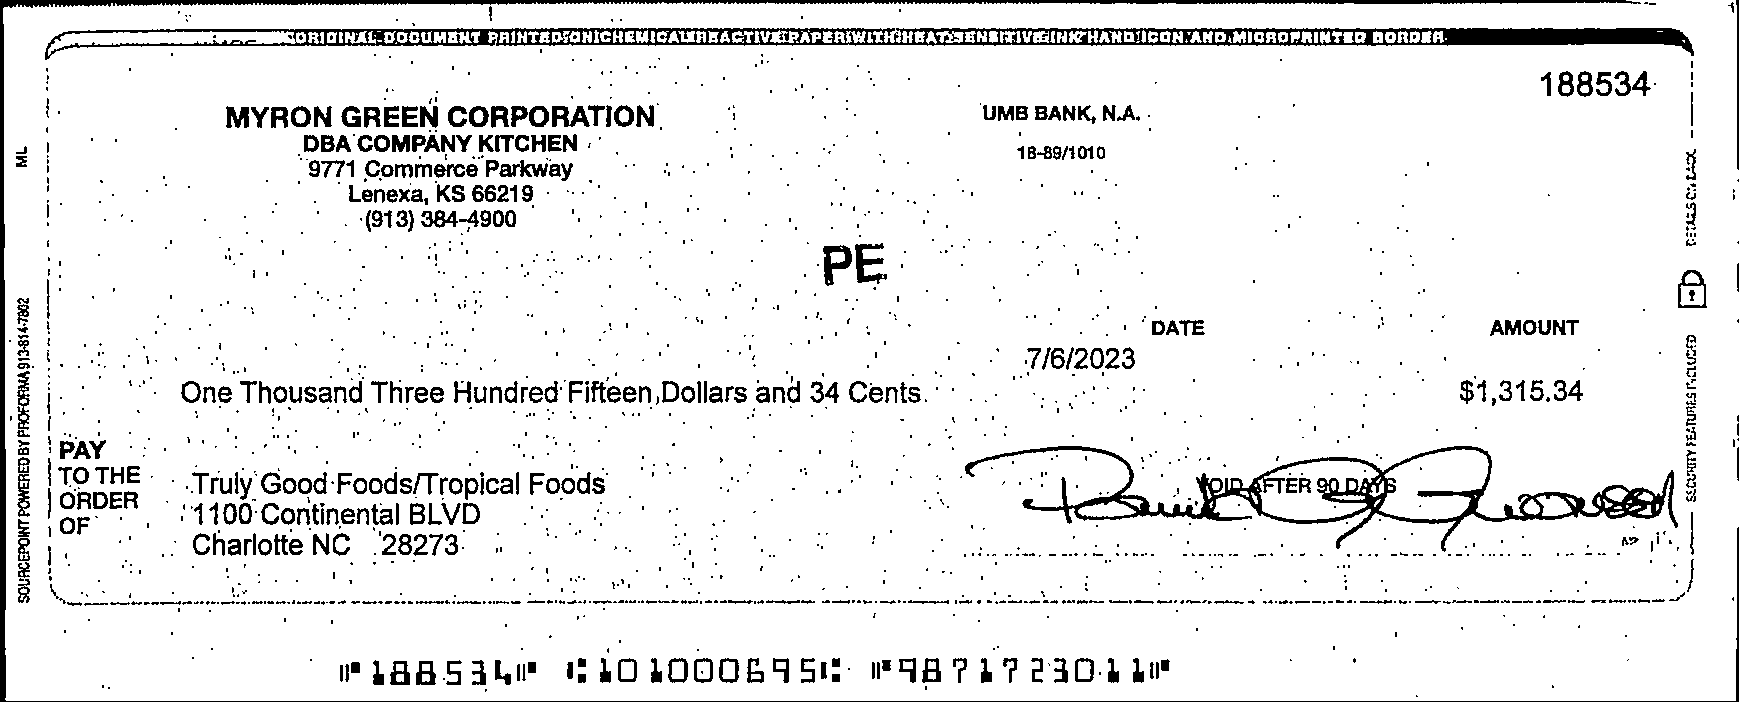 ORIGINAL DOCUMENT PRINTED ON CHEMICAL REACTIVE PAPER WITH HEAT SENSITIVE INK HAND ICON AND MICROPRINTED BORDER
188534
MYRON GREEN CORPORATION
DBA COMPANY KITCHEN
9771 Commerce Parkway
Lenexa, KS 66219
(913) 384-4900
UMB BANK, N.A.
18-89/1010
PE
DATE
7/6/2023
AMOUNT
$1,315.34
One Thousand Three Hundred Fifteen Dollars and 34 Cents
PAY
TO THE
ORDER
OF
Truly Good Foods/Tropical Foods
1100 Continental BLVD
Charlotte NC 28273
VOID AFTER 90 DAYS
ML
SOURCEPOINT POWERED BY PROFORMA 913-814-7802
SECURITY FEATURES INCLUDED
DETAILS ON BACK
⑈188534⑈ ⑆101000695⑆ ⑈9871723011⑈